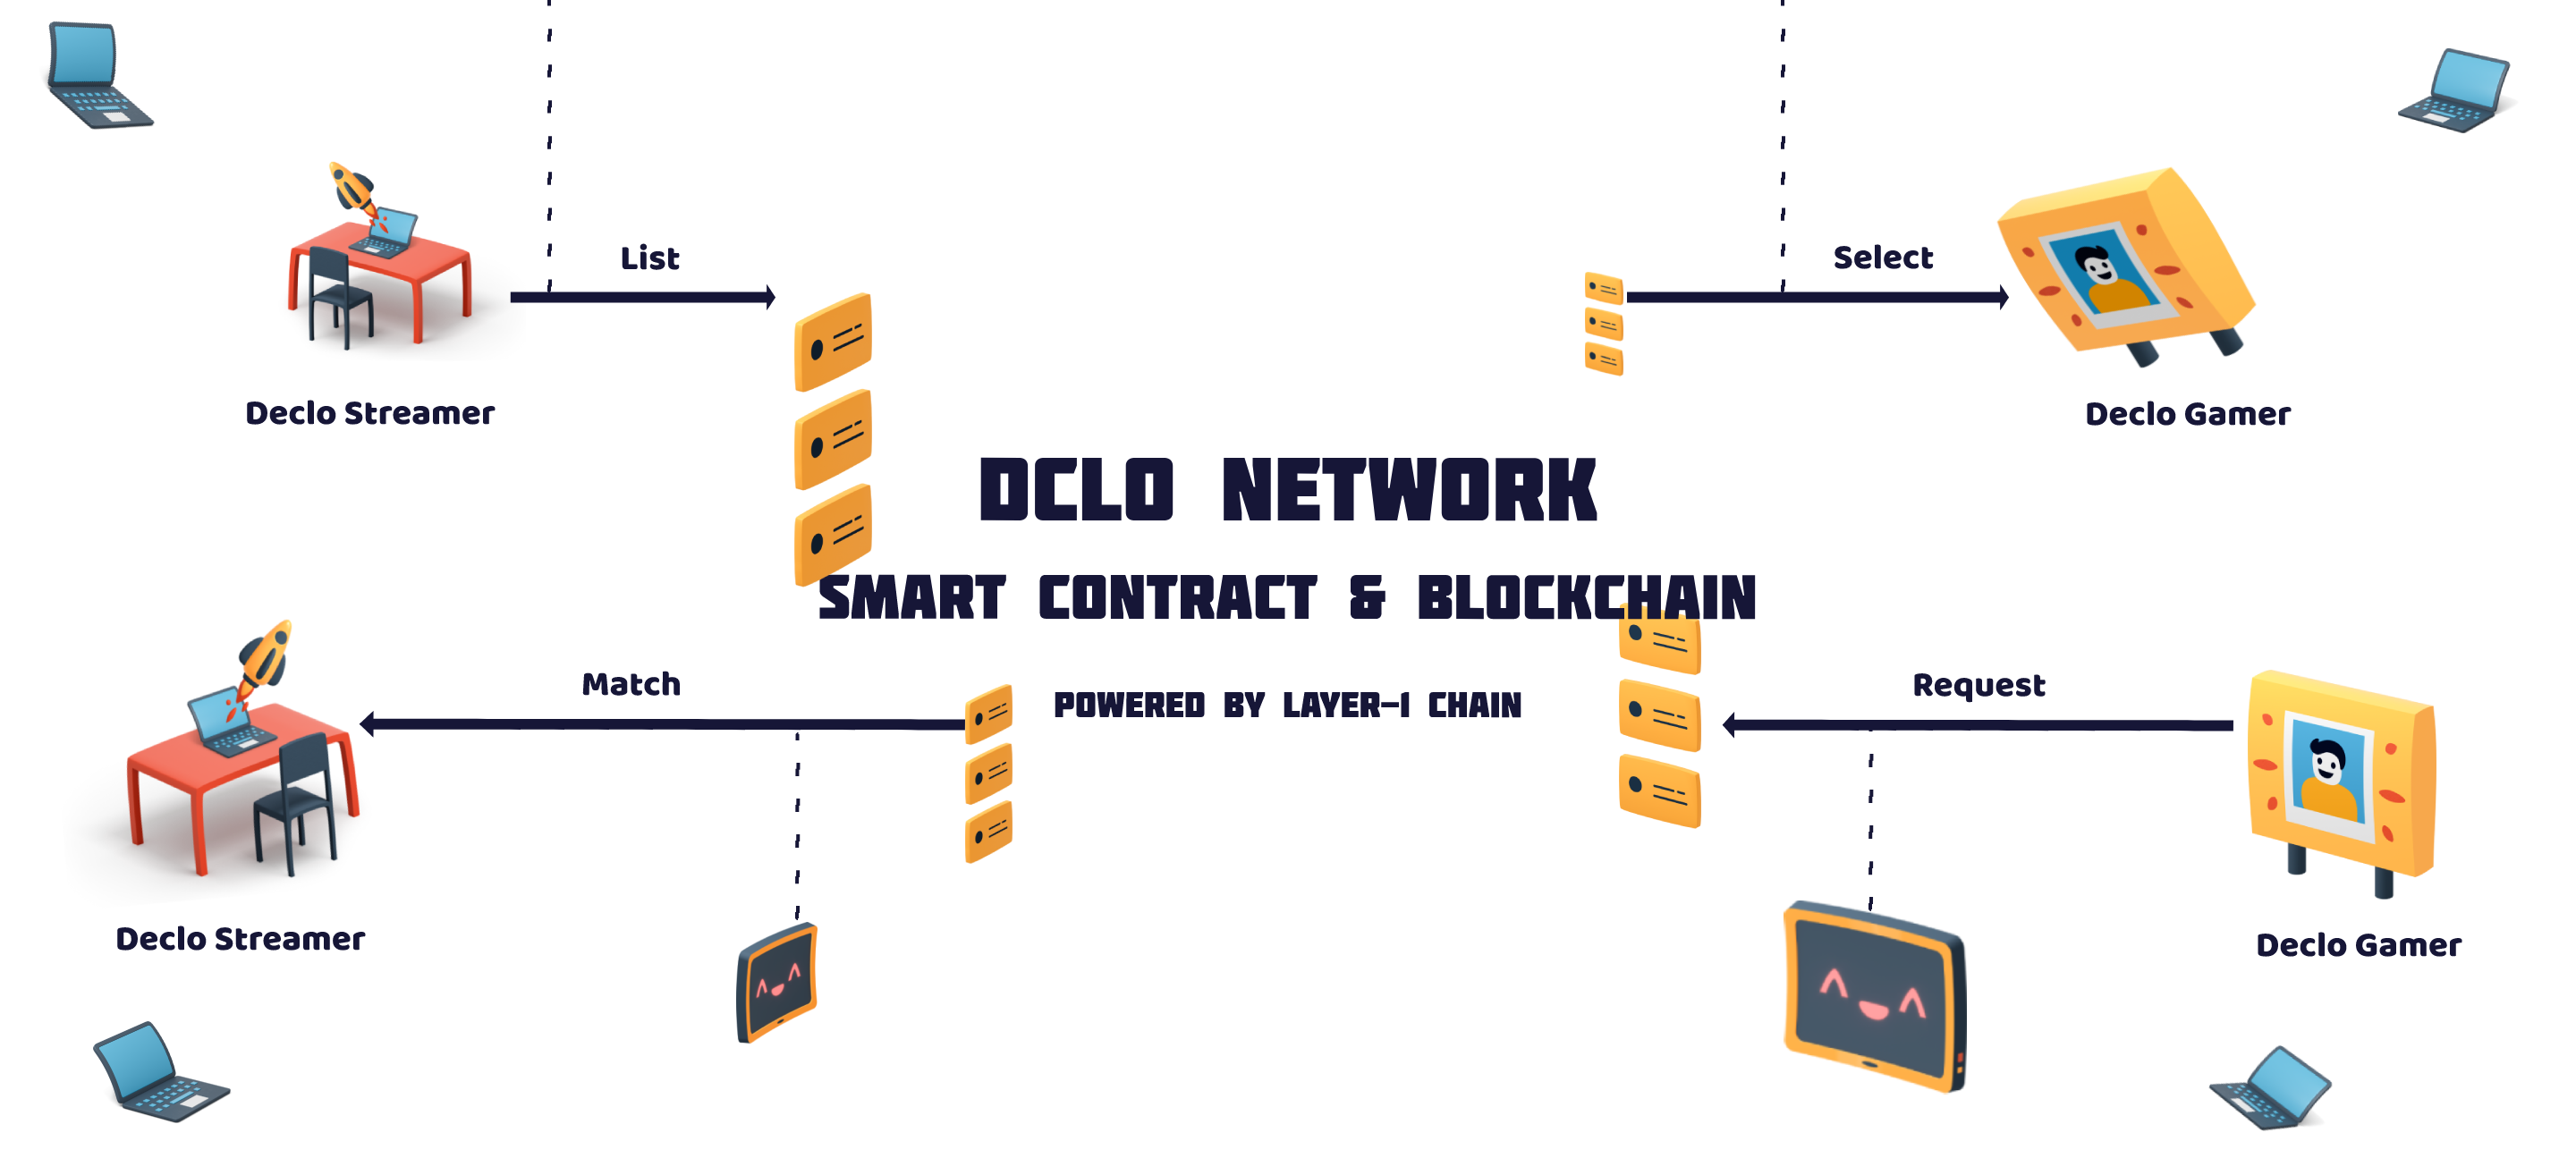 List
Select
Declo Streamer
Declo Gamer
DCLO NETWORK
SMART CONTRACT & BLOCKCHAIN
Match
POWERED BY LAYER-1 CHAIN
Request
Declo Streamer
Declo Gamer